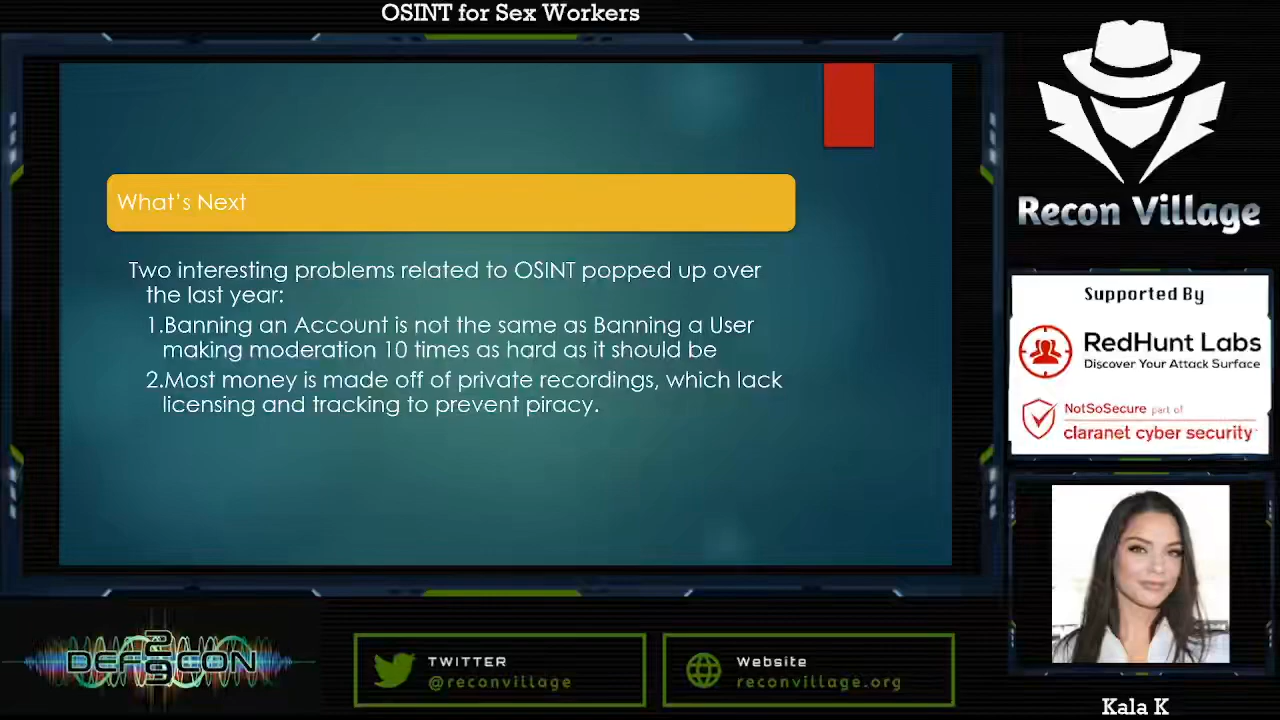 OSINT for Sex Workers
What's Next
Two interesting problems related to OSINT popped up over
the last year:
1.Banning an Account is not the same as Banning a User
making moderation 10 times as hard as it should be
2.Most money is made off of private recordings, which lack
licensing and tracking to prevent piracy.
Recon Village
Supported By
RedHunt Labs
Discover Your Attack Surface
NotSoSecure part of
claranet cyber security
Kala K
DEFCON
29
TWITTER
@reconvillage
Website
reconvillage.org